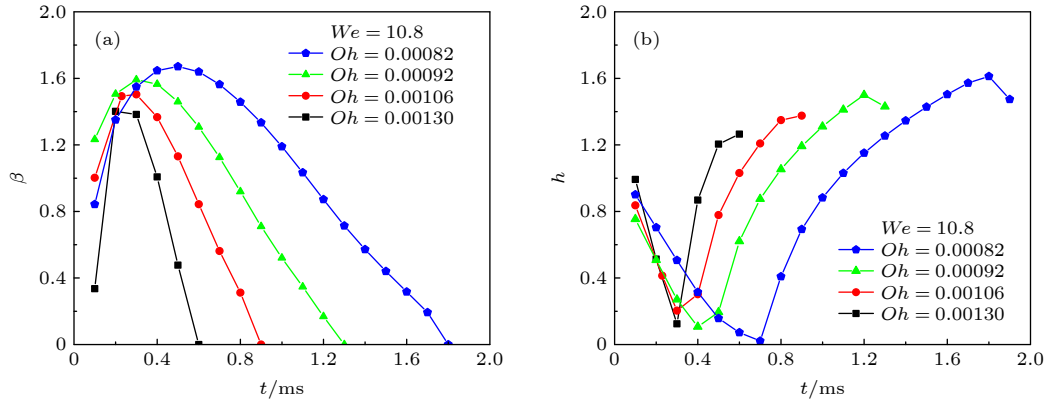 2.0
(a)
We = 10.8
Oh = 0.00082
Oh = 0.00092
Oh = 0.00106
Oh = 0.00130
1.6
1.2
β
0.8
0.4
0
0 0.4 0.8 1.2 1.6 2.0
t/ms
2.0
(b)
1.6
1.2
h
0.8
We = 10.8
Oh = 0.00082
Oh = 0.00092
Oh = 0.00106
Oh = 0.00130
0.4
0
0 0.4 0.8 1.2 1.6 2.0
t/ms